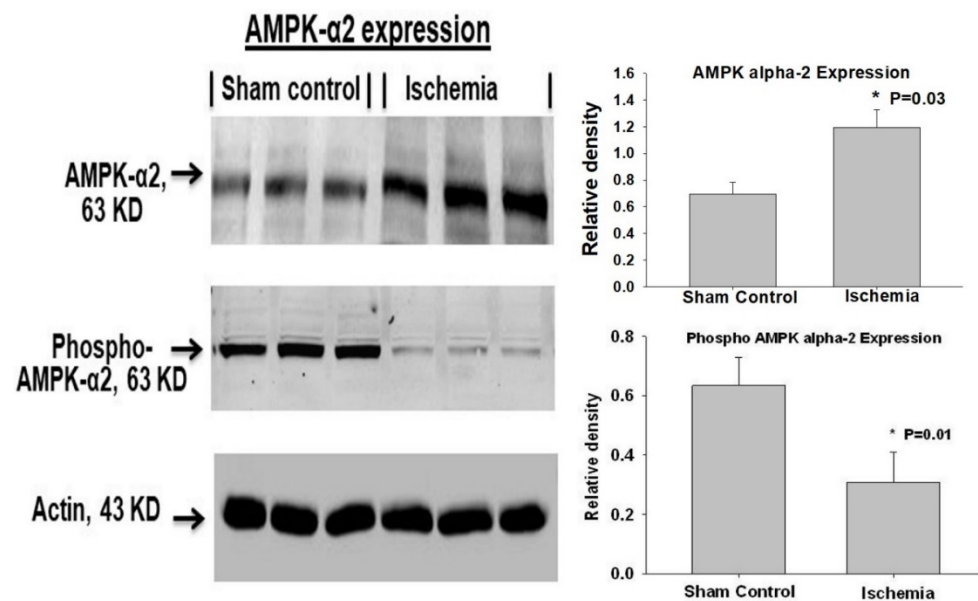 AMPK-α2 expression
| Sham control | | Ischemia |
AMPK-α2,
63 KD
Phospho-
AMPK-α2, 63 KD
Actin, 43 KD
AMPK alpha-2 Expression
* P=0.03
Relative density
1.6
1.4
1.2
1.0
0.8
0.6
0.4
0.2
0.0
Sham Control
Ischemia
Phospho AMPK alpha-2 Expression
* P=0.01
Relative density
0.8
0.6
0.4
0.2
0.0
Sham Control
Ischemia